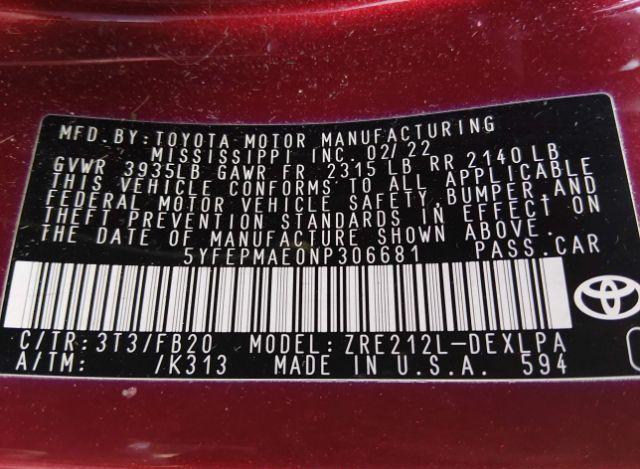 MFD. BY: TOYOTA MOTOR MANUFACTURING
MISSISSIPPI INC. 02/22
GVWR 3935LB GAWR FR 2315 LB RR 2140 LB
THIS VEHICLE CONFORMS TO ALL APPLICABLE
FEDERAL MOTOR VEHICLE SAFETY, BUMPER, AND
THEFT PREVENTION STANDARDS IN EFFECT ON
THE DATE OF MANUFACTURE SHOWN ABOVE.
5YFEPMAE0NP306681 PASS. CAR
C/TR: 3T3/FB20 MODEL: ZRE212L-DEXLPA
A/TM: /K313 MADE IN U.S.A. 594